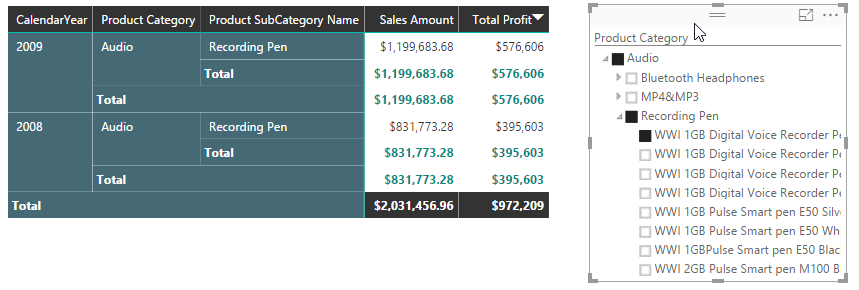 CalendarYear Product Category Product SubCategory Name Sales Amount Total Profit
2009 Audio Recording Pen $1,199,683.68 $576,606
Total $1,199,683.68 $576,606
Total $1,199,683.68 $576,606
2008 Audio Recording Pen $831,773.28 $395,603
Total $831,773.28 $395,603
Total $831,773.28 $395,603
Total $2,031,456.96 $972,209
Product Category
Audio
Bluetooth Headphones
MP4&MP3
Recording Pen
WWI 1GB Digital Voice Recorder Pe
WWI 1GB Digital Voice Recorder Pe
WWI 1GB Digital Voice Recorder Pe
WWI 1GB Digital Voice Recorder Pe
WWI 1GB Pulse Smart pen E50 Silv
WWI 1GB Pulse Smart pen E50 Wh
WWI 1GBPulse Smart pen E50 Blac
WWI 2GB Pulse Smart pen M100 B